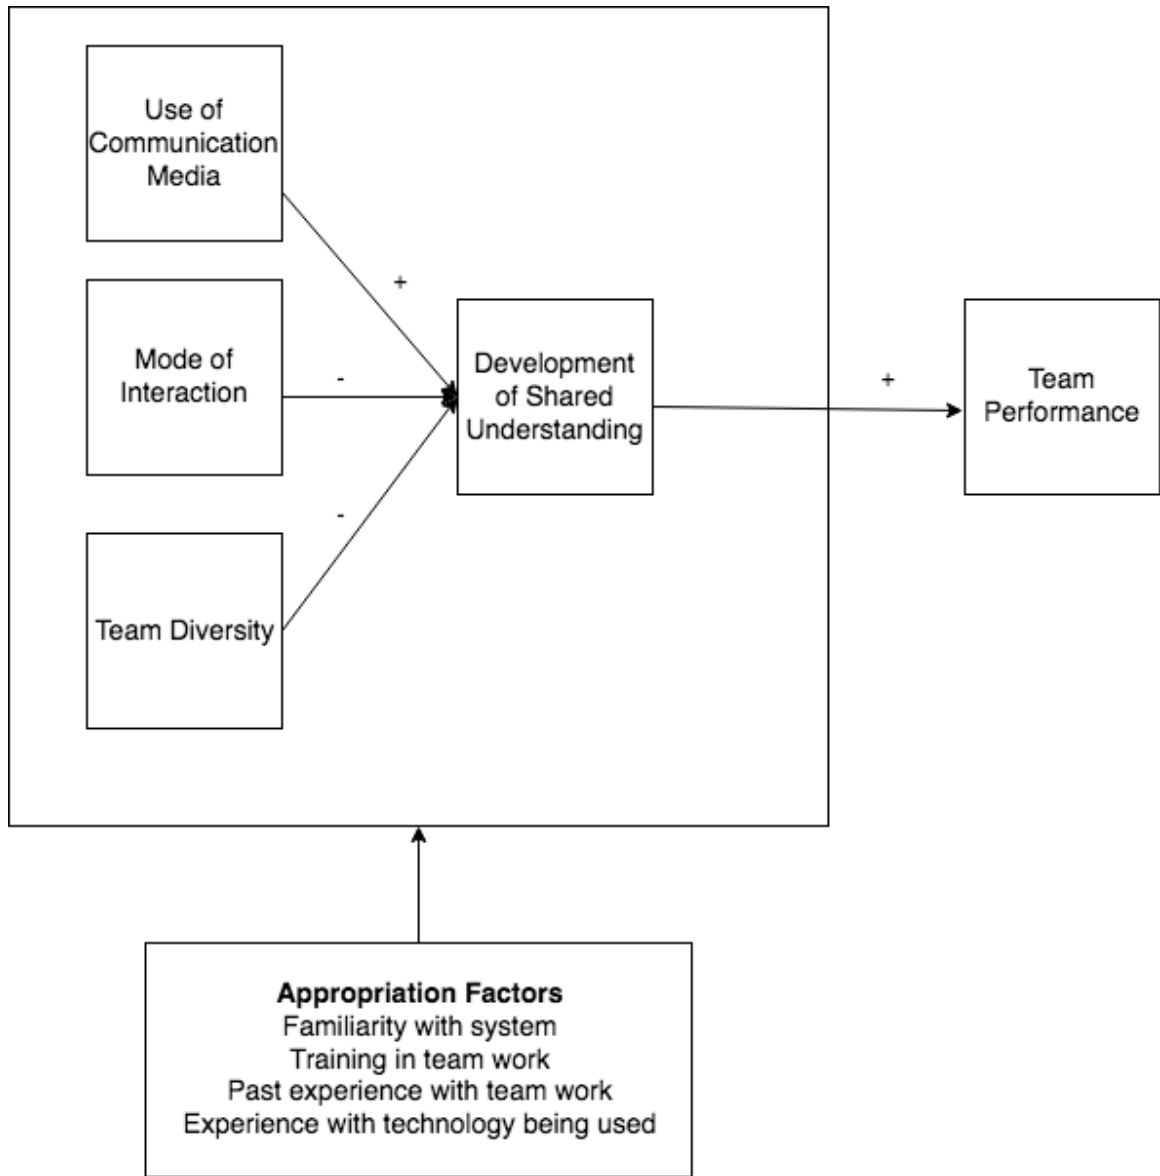 Use of
Communication
Media
+
Mode of
Interaction
-
Development
of Shared
Understanding
+
Team
Performance
-
Team Diversity
Appropriation Factors
Familiarity with system
Training in team work
Past experience with team work
Experience with technology being used